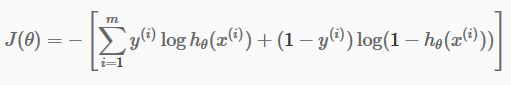 J(θ) = − [ ∑_{i=1}^{m} y^{(i)} log h_θ(x^{(i)}) + (1 − y^{(i)}) log(1 − h_θ(x^{(i)})) ]